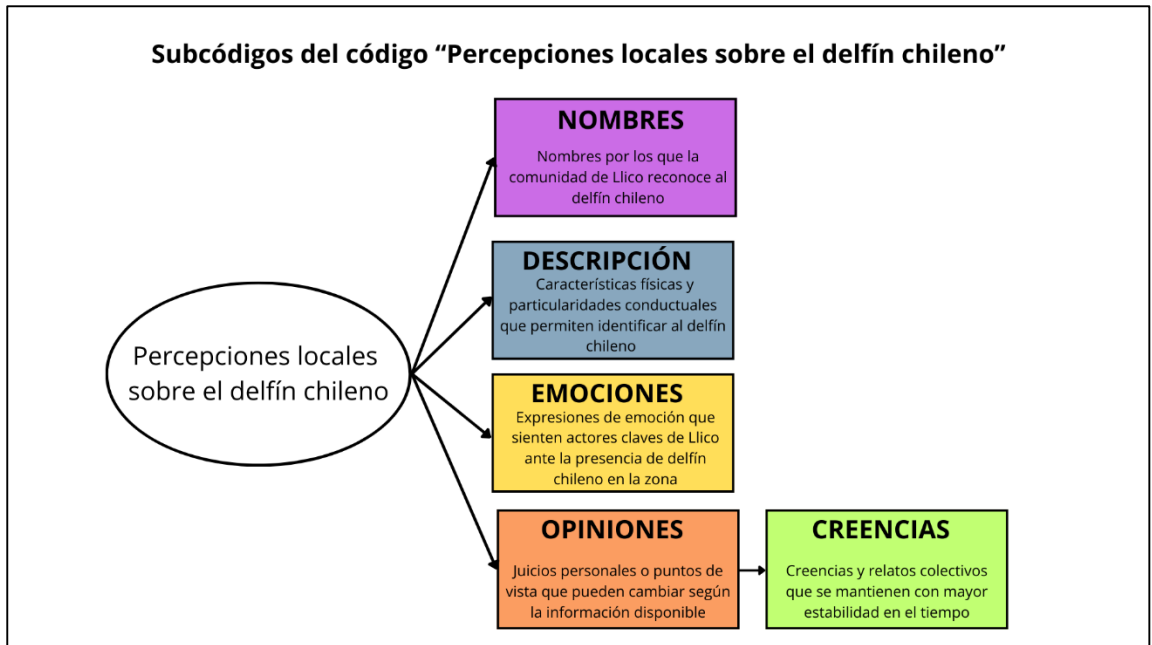 Subcódigos del código “Percepciones locales sobre el delfín chileno”
Percepciones locales
sobre el delfín chileno
NOMBRES
Nombres por los que la
comunidad de Llico reconoce al
delfín chileno
DESCRIPCIÓN
Características físicas y
particularidades conductuales
que permiten identificar al delfín
chileno
EMOCIONES
Expresiones de emoción que
sienten actores claves de Llico
ante la presencia de delfín
chileno en la zona
OPINIONES
Juicios personales o puntos de
vista que pueden cambiar según
la información disponible
CREENCIAS
Creencias y relatos colectivos
que se mantienen con mayor
estabilidad en el tiempo